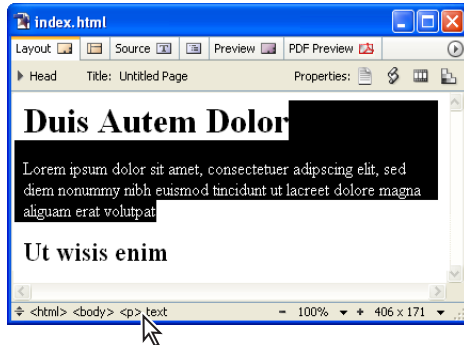 index.html
Layout Source Preview PDF Preview
Head Title: Untitled Page Properties:
Duis Autem Dolor
Lorem ipsum dolor sit amet, consectetuer adipscing elit, sed
diem nonummy nibh euismod tincidunt ut lacreet dolore magna
aliguam erat volutpat
Ut wisis enim
<html> <body> <p> text - 100% + 406 x 171